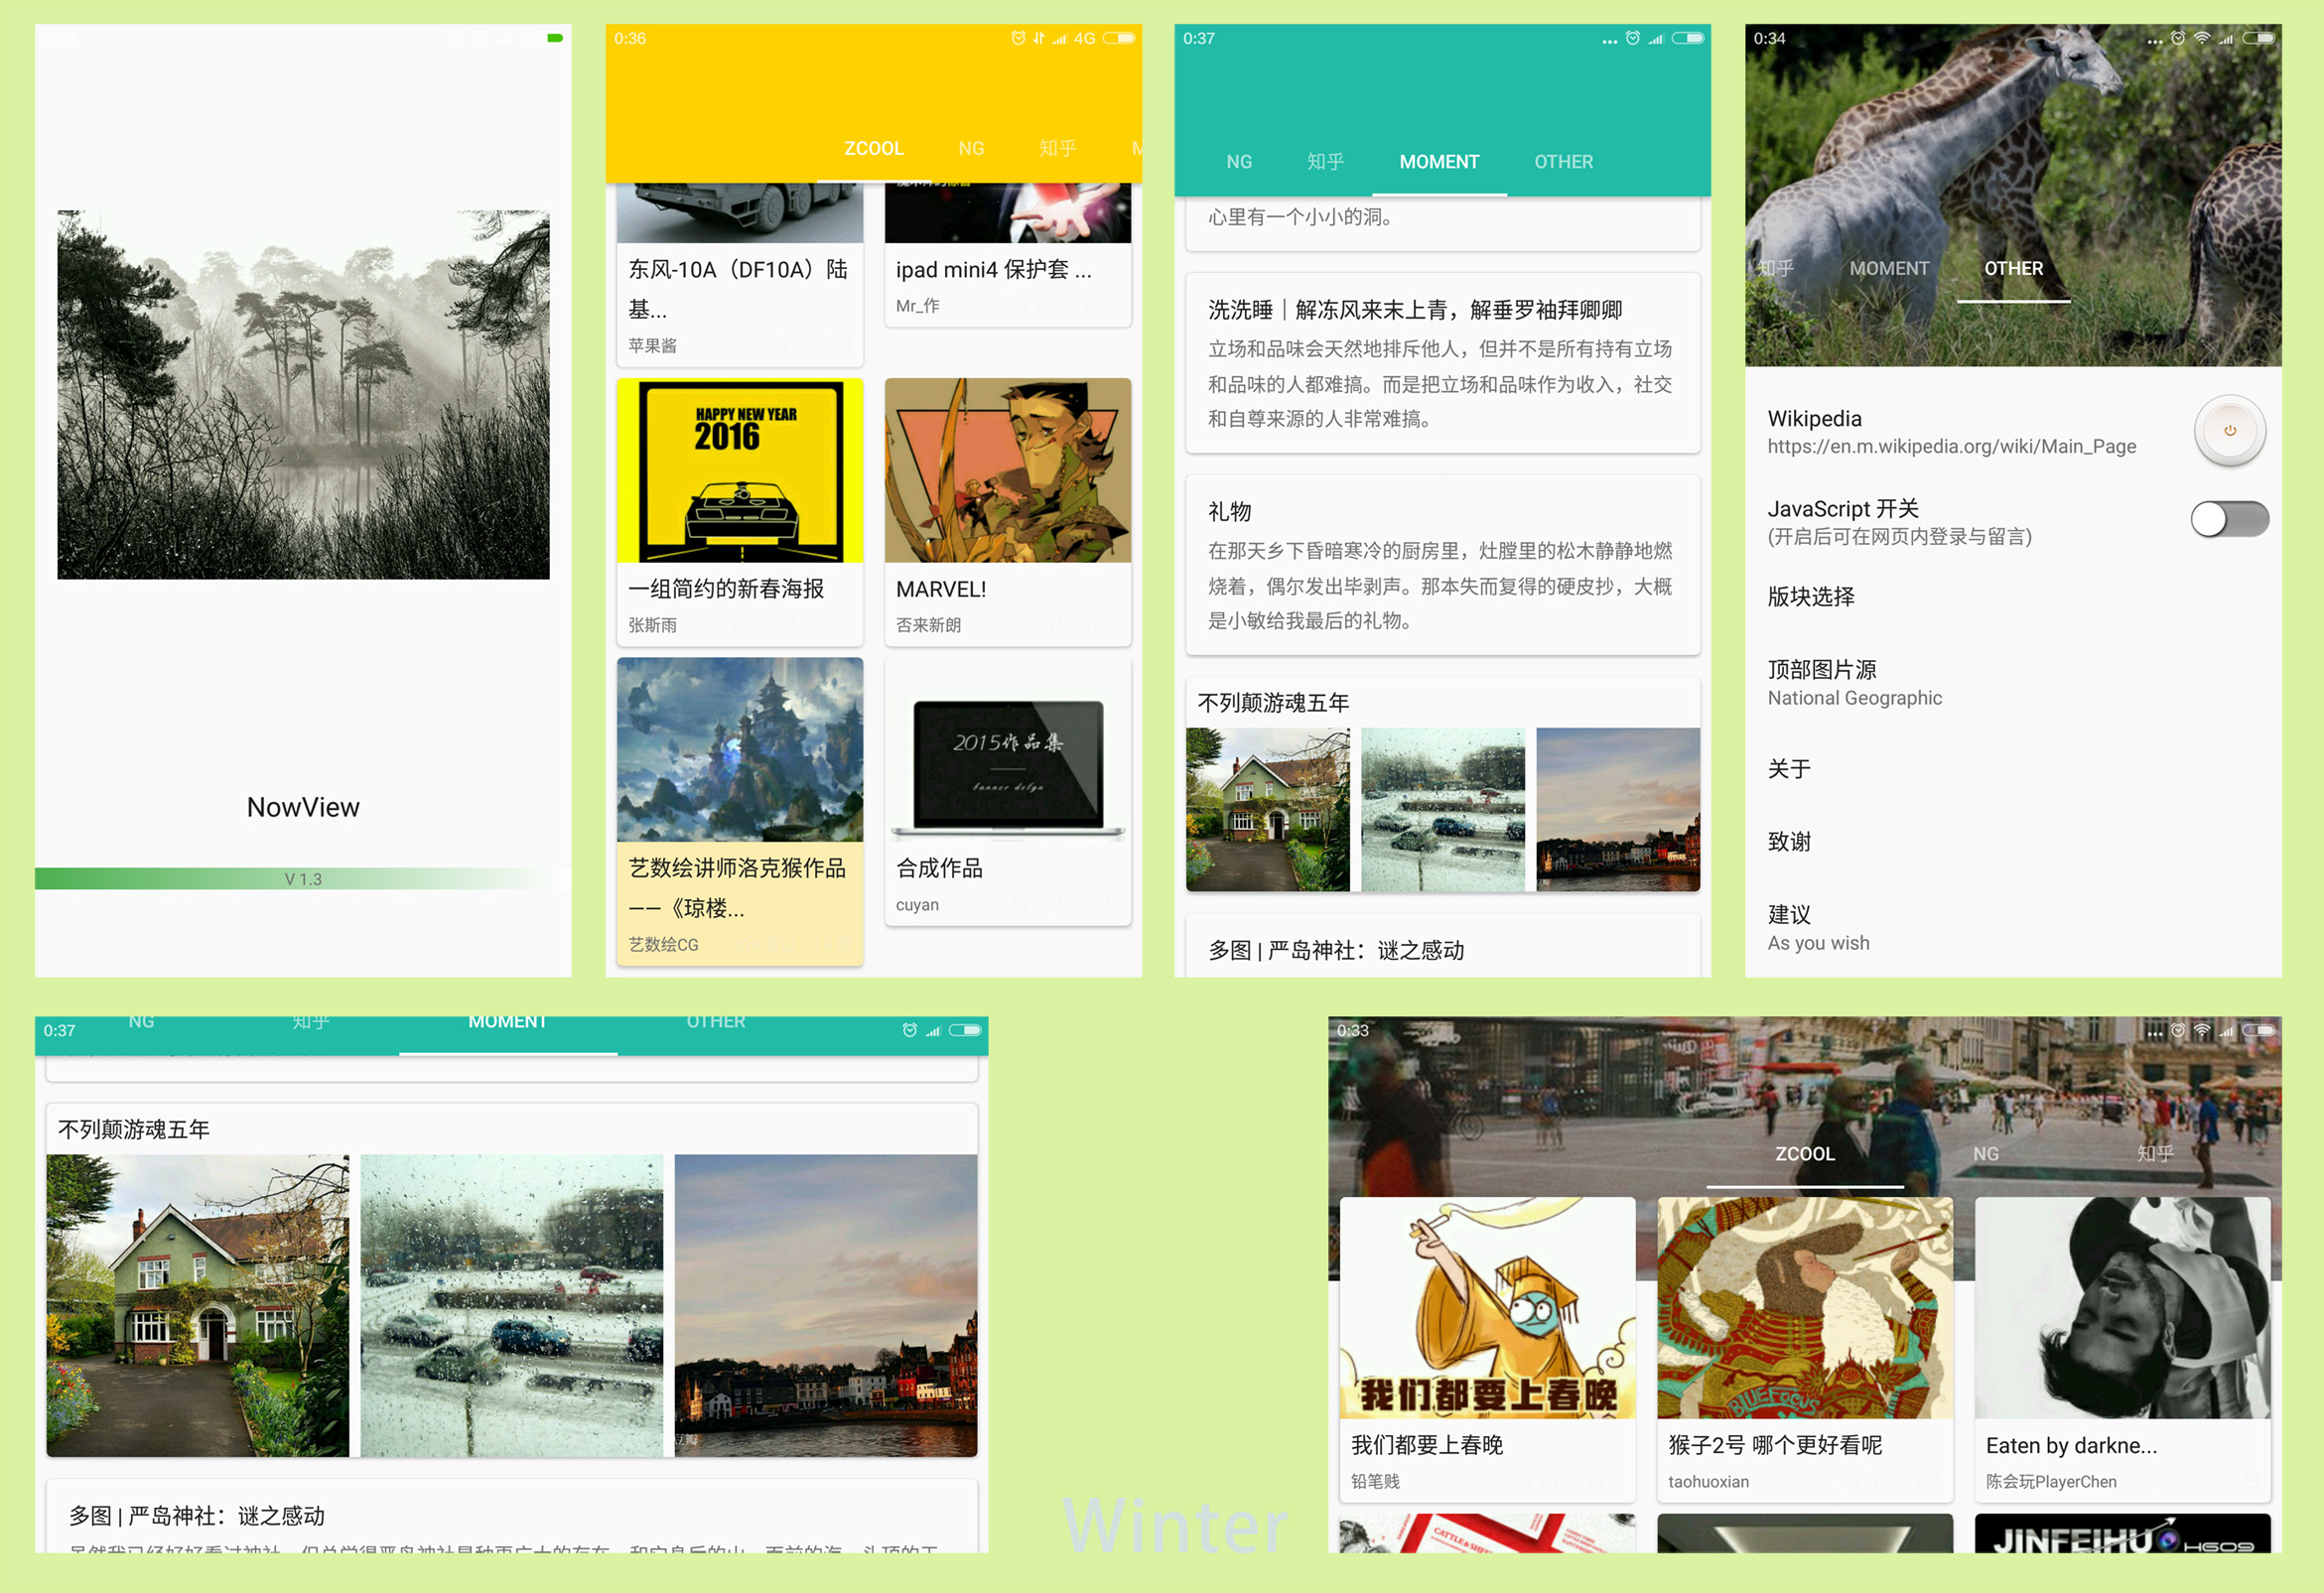 NowView
V 1.3
0:36
4G
ZCOOL
NG
知乎
东风-10A（DF10A）陆
基...
苹果酱
ipad mini4 保护套 ...
Mr_作
HAPPY NEW YEAR
2016
一组简约的新春海报
张斯雨
MARVEL!
否来新朗
艺数绘讲师洛克猴作品
——《琼楼...
艺数绘CG
2015作品集
合成作品
cuyan
0:37
NG
知乎
MOMENT
OTHER
心里有一个小小的洞。
洗洗睡｜解冻风来末上青，解垂罗袖拜卿卿
立场和品味会天然地排斥他人，但并不是所有持有立场
和品味的人都难搞。而是把立场和品味作为收入，社交
和自尊来源的人非常难搞。
礼物
在那天乡下昏暗寒冷的厨房里，灶膛里的松木静静地燃
烧着，偶尔发出毕剥声。那本失而复得的硬皮抄，大概
是小敏给我最后的礼物。
不列颠游魂五年
多图 | 严岛神社：谜之感动
0:34
知乎
MOMENT
OTHER
Wikipedia
https://en.m.wikipedia.org/wiki/Main_Page
JavaScript 开关
(开启后可在网页内登录与留言)
版块选择
顶部图片源
National Geographic
关于
致谢
建议
As you wish
0:37
NG
知乎
MOMENT
OTHER
不列颠游魂五年
多图 | 严岛神社：谜之感动
Winter
0:33
ZCOOL
NG
知乎
我们都要上春晚
我们都要上春晚
铅笔贱
BLUEFOCUS
猴子2号 哪个更好看呢
taohuoxian
Eaten by darkne...
陈会玩PlayerChen
JINFEIHU
H609